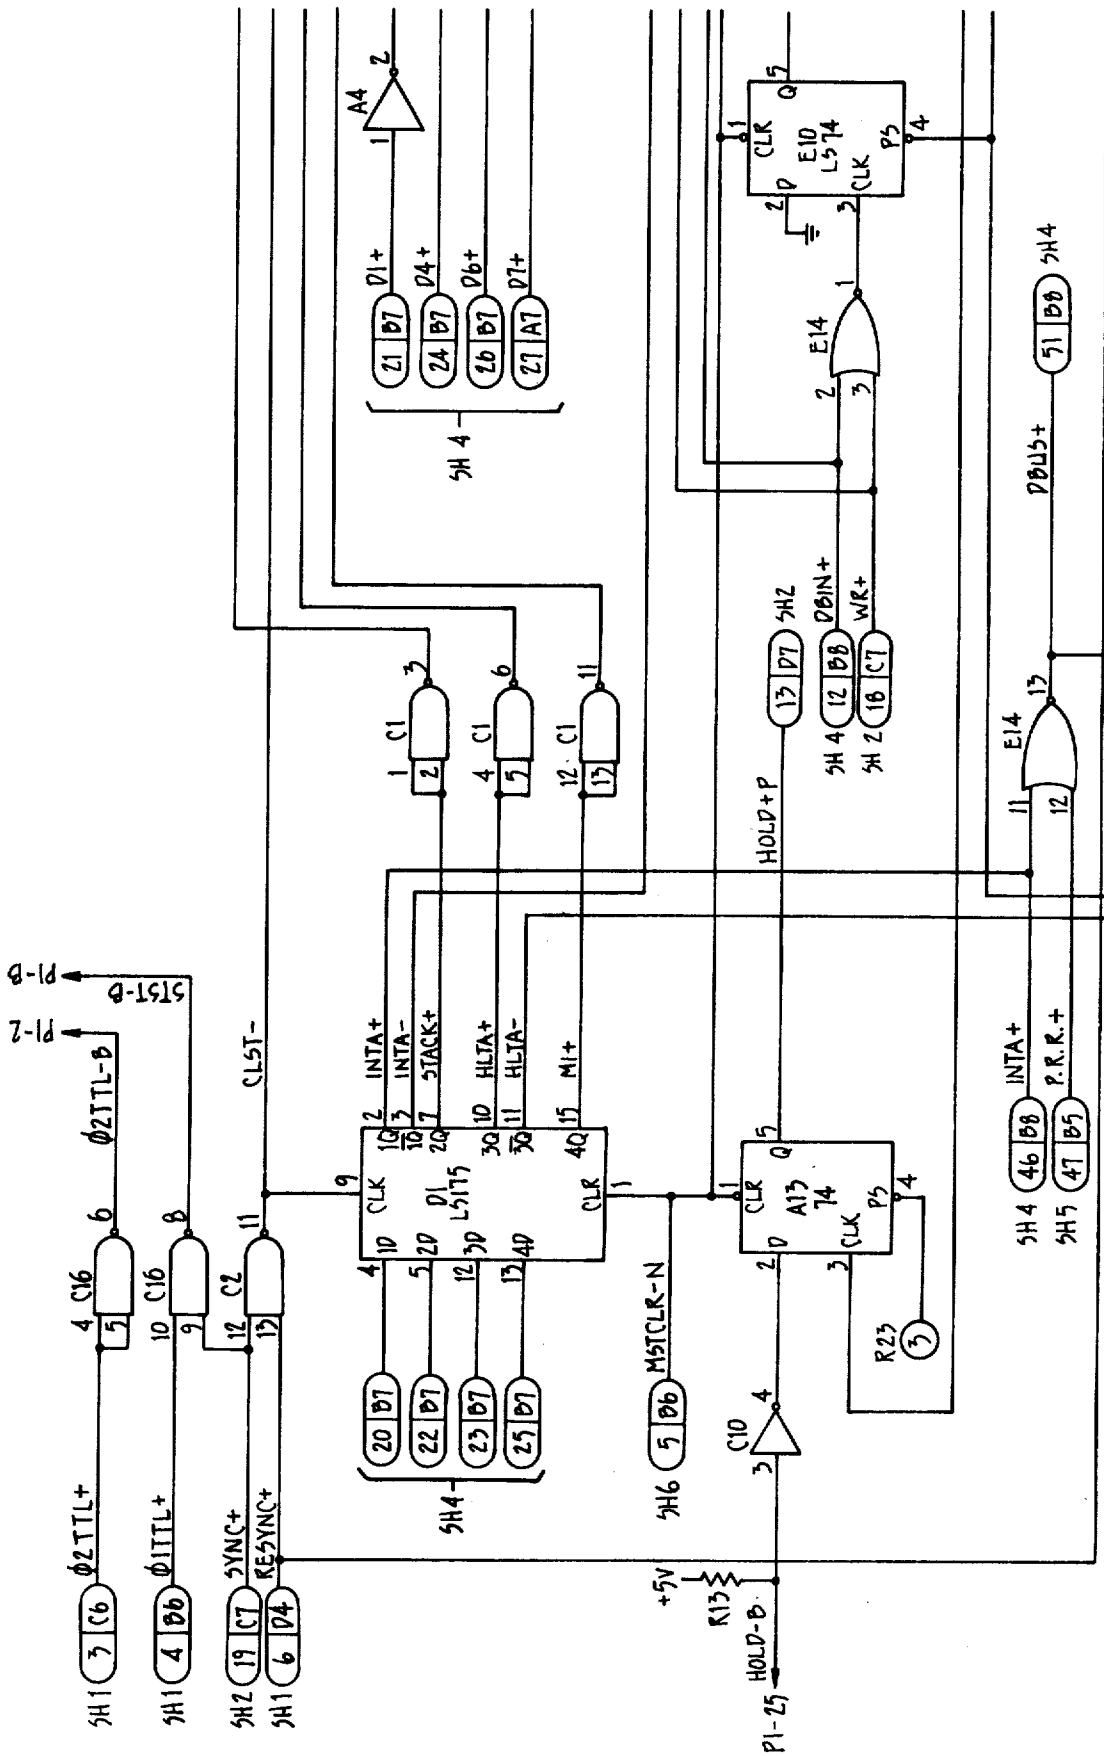 P1-2
P1-B
Φ2TTL-B
STST-B
SH1 3 C6 Φ2TTL+
4
5
C16
6
SH1 4 B6 Φ1TTL+
10
9
C16
8
SH2 19 C7 SYNC+
SH1 6 D4 RESYNC+
12
13
C2
11
CLST-
9
CLK
D1
LS175
CLR
1
SH4
20 B7
22 B7
23 B7
25 B7
4 1D
5 2D
12 3D
13 4D
1Q 2 INTA+
1Q 3 INTA-
2Q 7 STACK+
3Q 10 HLTA+
3Q 11 HLTA-
4Q 15 M1+
1
2
C1
3
4
5
C1
6
12
13
C1
11
SH4
21 B7 D1+
24 B7 D4+
26 B7 D6+
27 A7 D7+
1
A4
2
SH6 5 B6 MSTCLR-N
+5V
R13
P1-25 HOLD-B
3
C10
4
2 D
3 CLK
1 CLR
A13
74
PS 4
Q 5
R23
3
HOLD+P
13 D7 SH2
SH4 12 B8 DBIN+
SH2 18 C7 WR+
2
3
E14
1
2 D
3 CLK
1 CLR
E10
LS74
PS 4
Q 5
SH4 46 B8 INTA+
SH5 47 B5 P.R.R.+
11
12
E14
13
DBUS+
51 B8 SH4